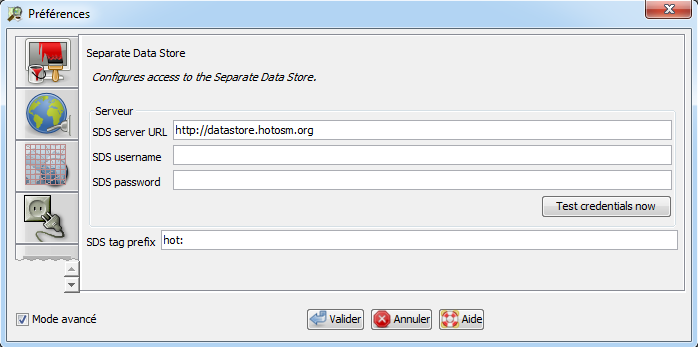 Préférences
Separate Data Store
Configures access to the Separate Data Store.
Serveur
SDS server URL http://datastore.hotosm.org
SDS username
SDS password
Test credentials now
SDS tag prefix hot:
Mode avancé
Valider Annuler Aide